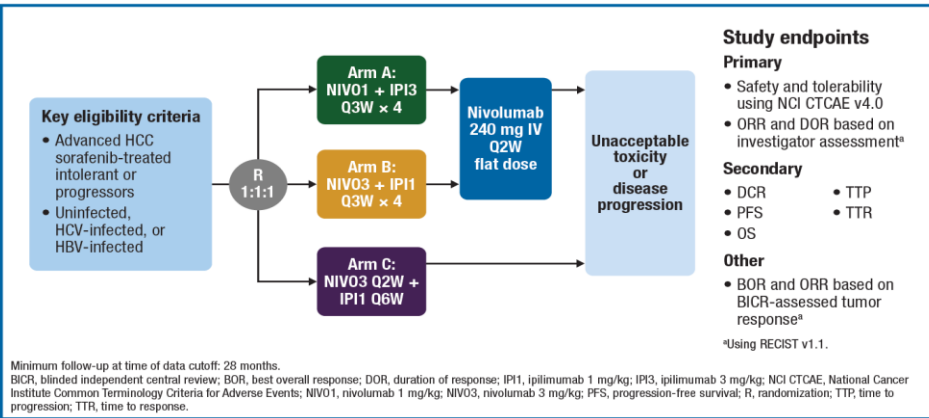 Key eligibility criteria
• Advanced HCC
sorafenib-treated
intolerant or
progressors
• Uninfected,
HCV-infected, or
HBV-infected
R
1:1:1
Arm A:
NIVO1 + IPI3
Q3W × 4
Arm B:
NIVO3 + IPI1
Q3W × 4
Arm C:
NIVO3 Q2W +
IPI1 Q6W
Nivolumab
240 mg IV
Q2W
flat dose
Unacceptable
toxicity
or
disease
progression
Study endpoints
Primary
• Safety and tolerability
using NCI CTCAE v4.0
• ORR and DOR based on
investigator assessmentᵃ
Secondary
• DCR • TTP
• PFS • TTR
• OS
Other
• BOR and ORR based on
BICR-assessed tumor
responseᵃ
ᵃUsing RECIST v1.1.
Minimum follow-up at time of data cutoff: 28 months.
BICR, blinded independent central review; BOR, best overall response; DOR, duration of response; IPI1, ipilimumab 1 mg/kg; IPI3, ipilimumab 3 mg/kg; NCI CTCAE, National Cancer
Institute Common Terminology Criteria for Adverse Events; NIVO1, nivolumab 1 mg/kg; NIVO3, nivolumab 3 mg/kg; PFS, progression-free survival; R, randomization; TTP, time to
progression; TTR, time to response.